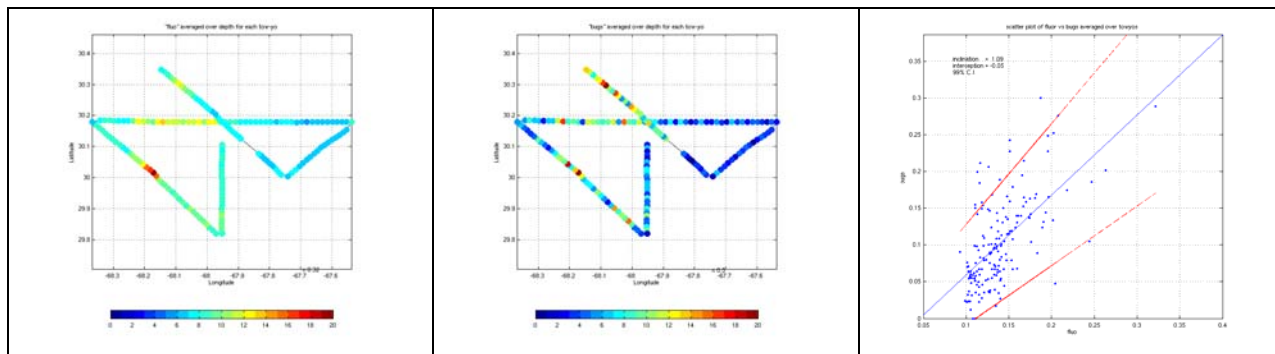 "fluo" averaged over depth for each tow-yo
30.4
30.3
30.2
30.1
30
29.9
29.8
Latitude
-68.3 -68.2 -68.1 -68 -67.9 -67.8 -67.7 -67.6
Longitude
0 2 4 6 8 10 12 14 16 18 20
"bugs" averaged over depth for each tow-yo
30.4
30.3
30.2
30.1
30
29.9
29.8
Latitude
-68.3 -68.2 -68.1 -68 -67.9 -67.8 -67.7 -67.6
Longitude
0 2 4 6 8 10 12 14 16 18 20
scatter plot of fluor vs bugs averaged over towyos
inclination = 1.09
interception = -0.05
99% C.I
0.35
0.3
0.25
0.2
0.15
0.1
0.05
0
bugs
0.05 0.1 0.15 0.2 0.25 0.3 0.35 0.4
fluo